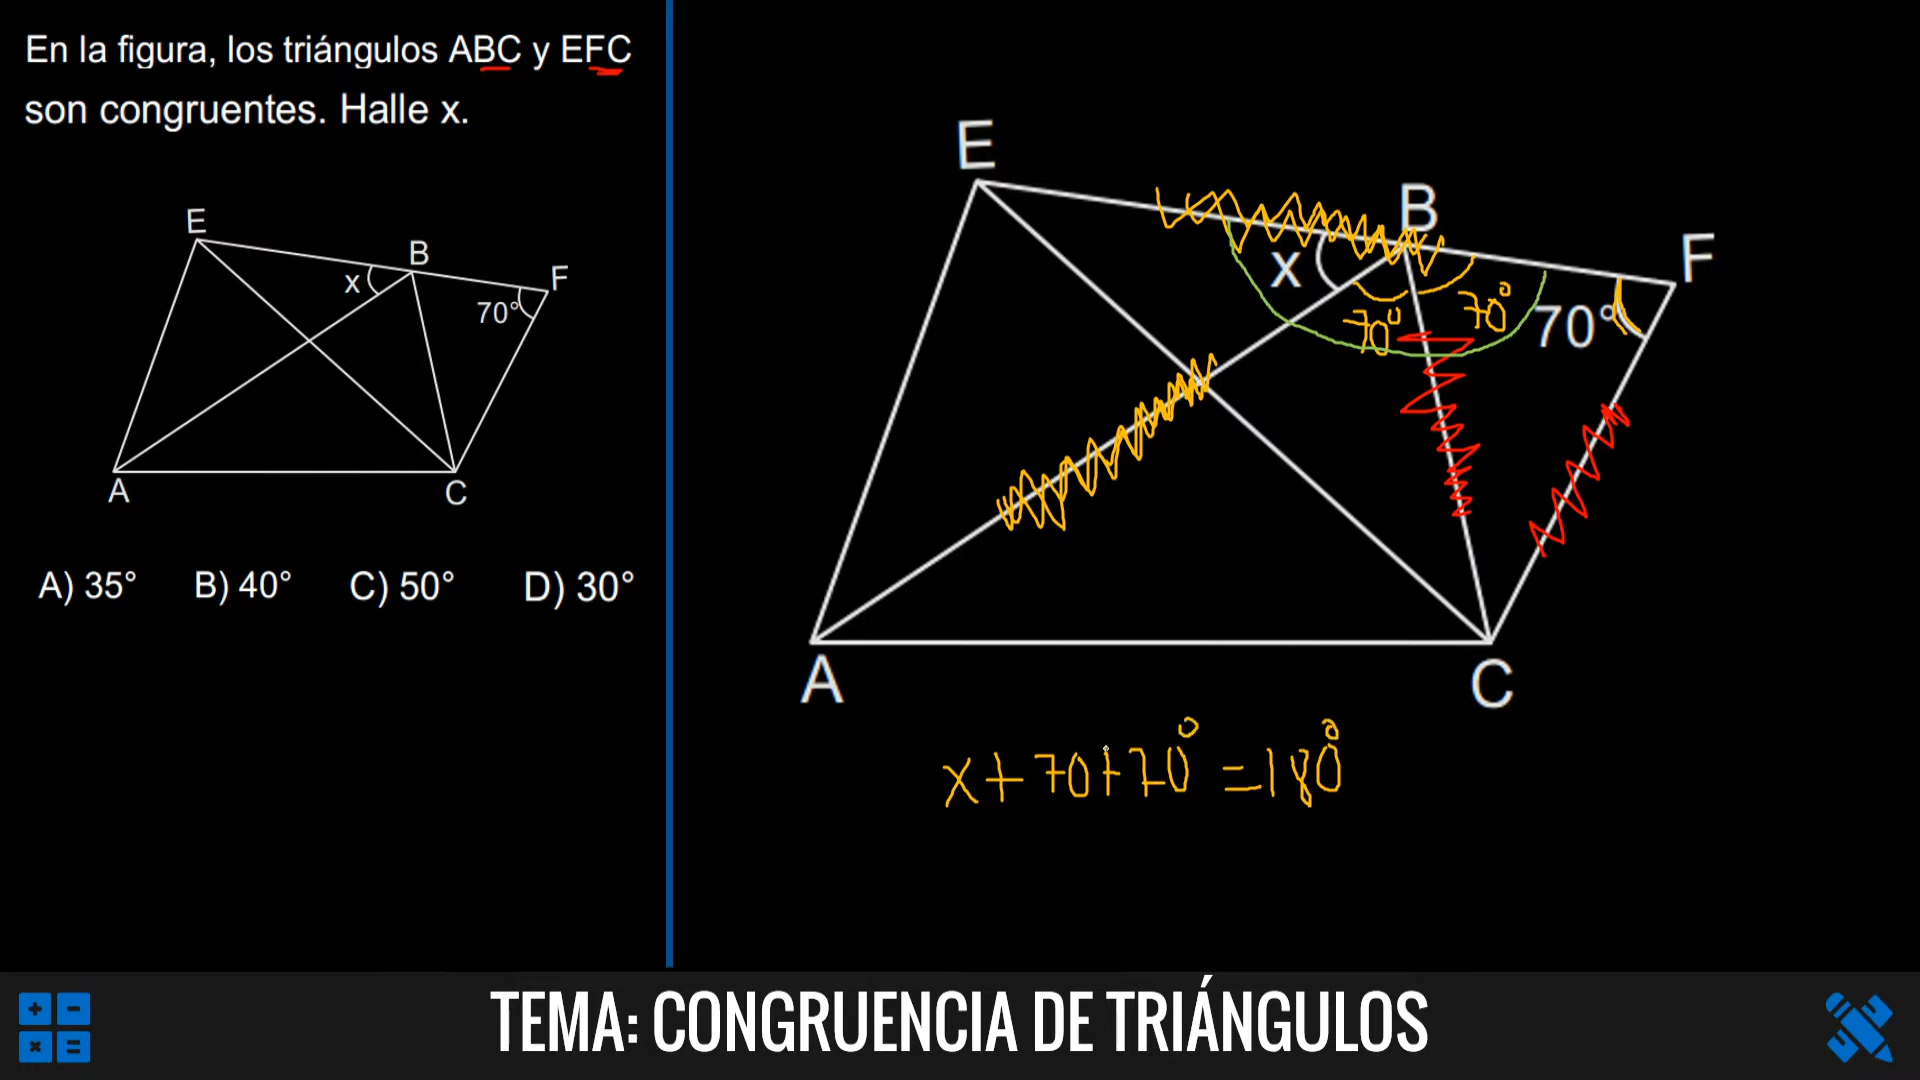 En la figura, los triángulos ABC y EFC
son congruentes. Halle x.
E
B
F
x
70°
A
C
A) 35° B) 40° C) 50° D) 30°
E
B
F
x
70°
70°
70°
A
C
x+70+70°=180°
TEMA: CONGRUENCIA DE TRIÁNGULOS